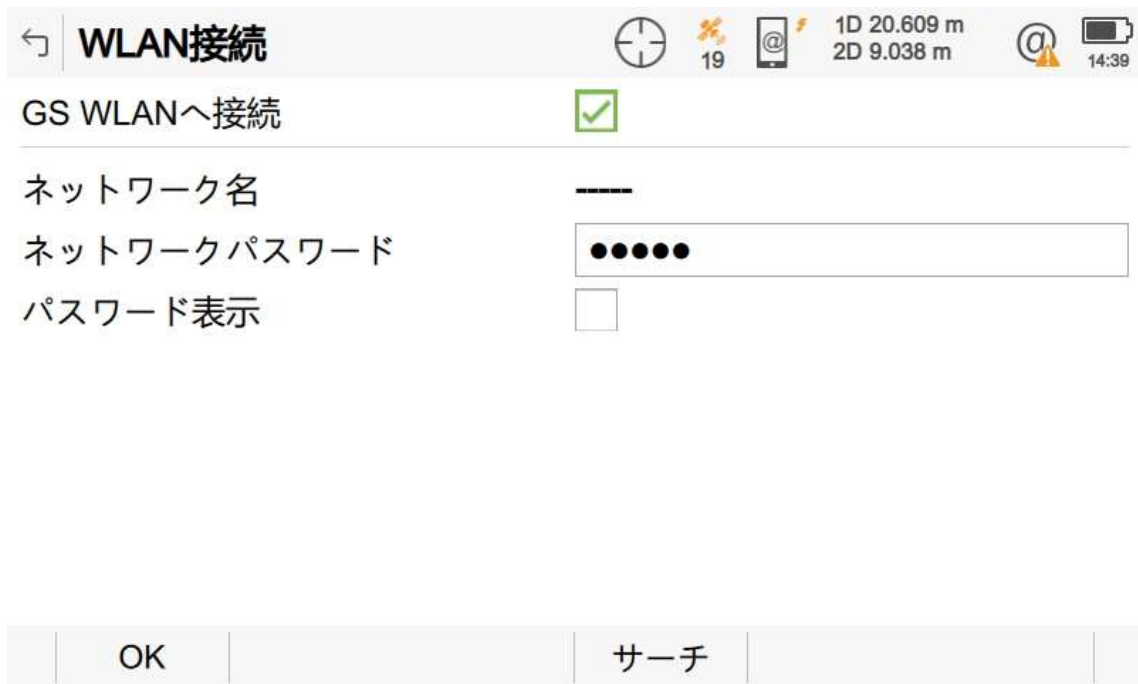 WLAN接続
19
@
1D 20.609 m
2D 9.038 m
@
14:39
GS WLANへ接続
ネットワーク名
-----
ネットワークパスワード
●●●●●
パスワード表示
OK
サーチ